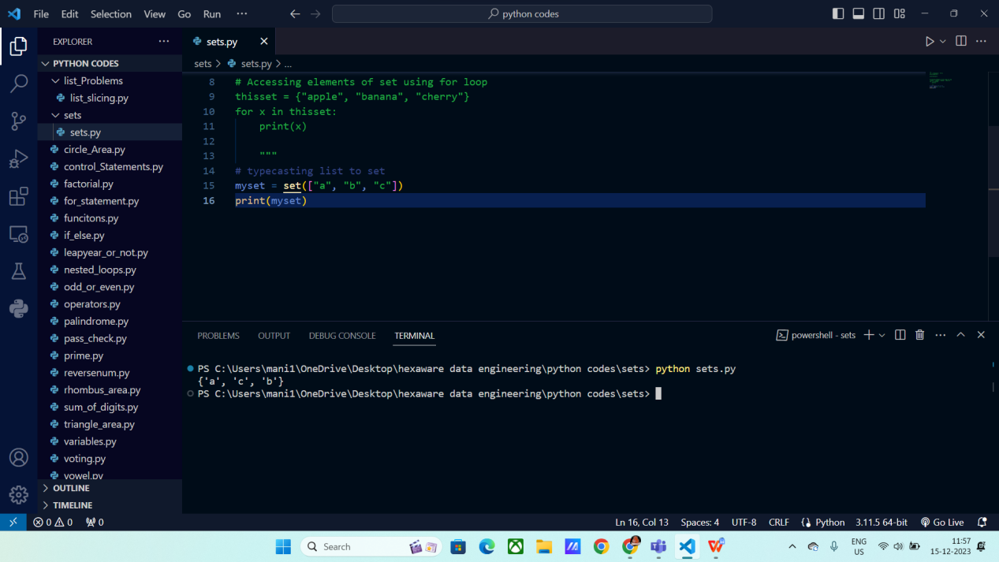 File Edit Selection View Go Run ···
python codes
EXPLORER ···
sets.py
PYTHON CODES
list_Problems
list_slicing.py
sets
sets.py
circle_Area.py
control_Statements.py
factorial.py
for_statement.py
funcitons.py
if_else.py
leapyear_or_not.py
nested_loops.py
odd_or_even.py
operators.py
palindrome.py
pass_check.py
prime.py
reversenum.py
rhombus_area.py
sum_of_digits.py
triangle_area.py
variables.py
voting.py
vowel.py
OUTLINE
TIMELINE
sets > sets.py > ...
8 # Accessing elements of set using for loop
9 thisset = {"apple", "banana", "cherry"}
10 for x in thisset:
11     print(x)
12
13     """
14 # typecasting list to set
15 myset = set(["a", "b", "c"])
16 print(myset)
PROBLEMS OUTPUT DEBUG CONSOLE TERMINAL
powershell - sets
PS C:\Users\mani1\OneDrive\Desktop\hexaware data engineering\python codes\sets> python sets.py
{'a', 'c', 'b'}
PS C:\Users\mani1\OneDrive\Desktop\hexaware data engineering\python codes\sets>
0 0 0
Ln 16, Col 13 Spaces: 4 UTF-8 CRLF Python 3.11.5 64-bit Go Live
Search
ENG
US
11:57
15-12-2023